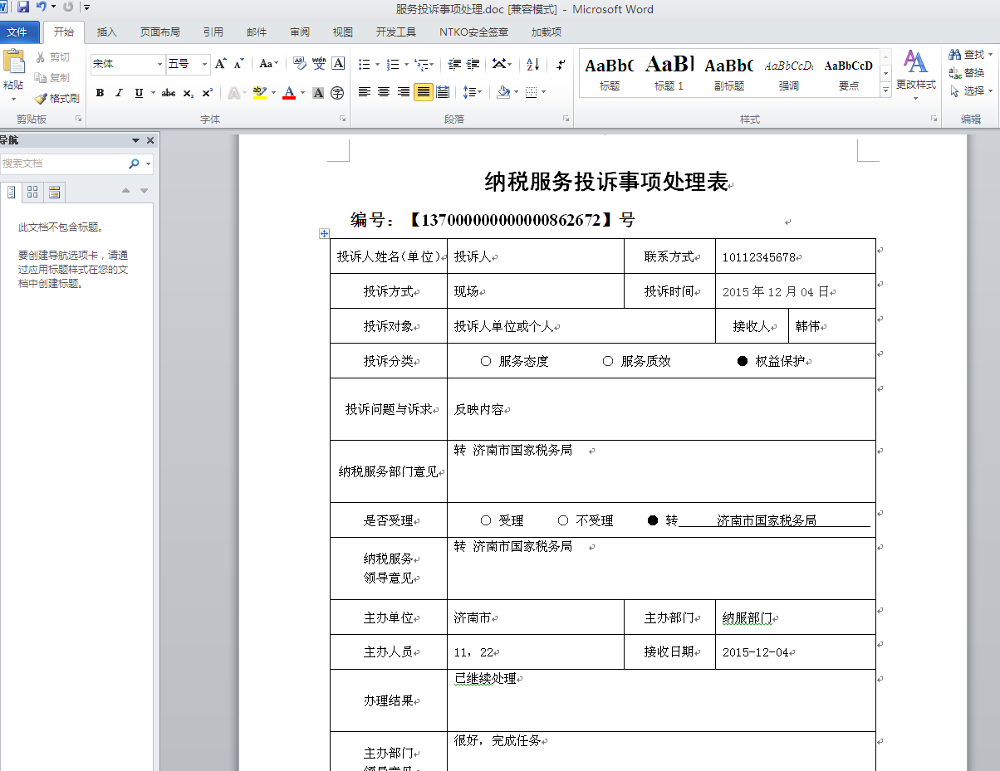 服务投诉事项处理.doc [兼容模式] - Microsoft Word
文件 开始 插入 页面布局 引用 邮件 审阅 视图 开发工具 NTKO安全签章 加载项
粘贴 剪切 复制 格式刷
宋体 五号
AaBb( AaBl AaBb( AaBbCcD AaBbCcD
标题 标题 1 副标题 强调 要点
更改样式 查找 替换 选择
剪贴板 字体 段落 样式 编辑
导航
搜索文档
此文档不包含标题。
要创建导航选项卡，请通
过应用标题样式在您的文
档中创建标题。
纳税服务投诉事项处理表
编号：【137000000000000862672】号
投诉人姓名(单位) 投诉人 联系方式 10112345678
投诉方式 现场 投诉时间 2015 年 12 月 04 日
投诉对象 投诉人单位或个人 接收人 韩伟
投诉分类 ○ 服务态度 ○ 服务质效 ● 权益保护
投诉问题与诉求 反映内容
纳税服务部门意见 转 济南市国家税务局
是否受理 ○ 受理 ○ 不受理 ● 转 济南市国家税务局
纳税服务
领导意见 转 济南市国家税务局
主办单位 济南市 主办部门 纳服部门
主办人员 11，22 接收日期 2015-12-04
办理结果 已继续处理
主办部门
领导意见 很好，完成任务